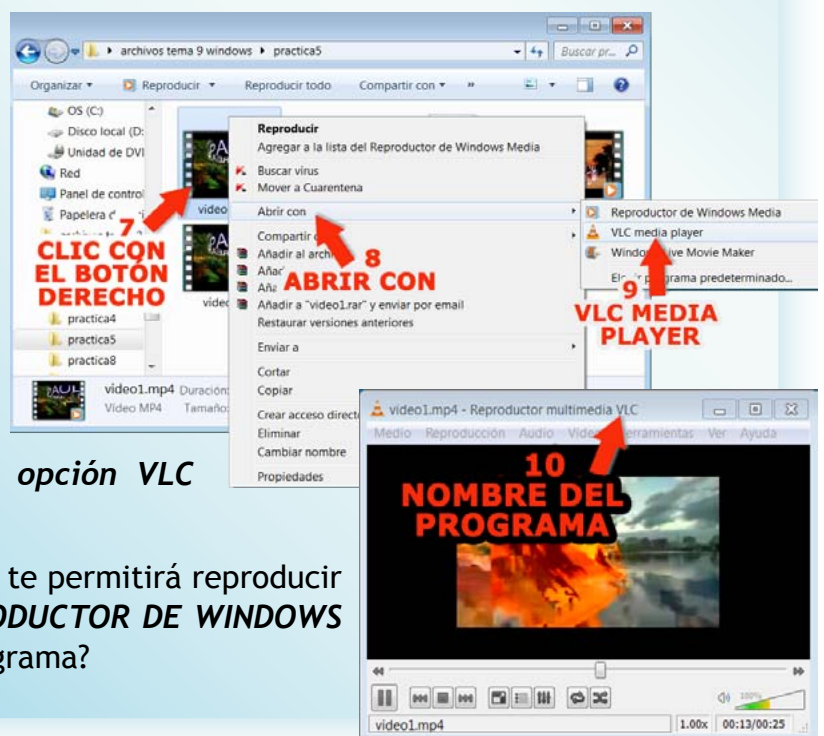 archivos tema 9 windows practica5
Buscar pr...
Organizar Reproducir Reproducir todo Compartir con »
OS (C:)
Disco local (D:
Unidad de DVI
Red
Panel de control
Papelera
practica4
practica5
practica8
video
video
7
CLIC CON
EL BOTÓN
DERECHO
Reproducir
Agregar a la lista del Reproductor de Windows Media
Buscar virus
Mover a Cuarentena
Abrir con
Compartir
Añadir al
Aña
Añadir a "video1.rar" y enviar por email
Restaurar versiones anteriores
Enviar a
Cortar
Copiar
Crear acceso direct
Eliminar
Cambiar nombre
Propiedades
8
ABRIR CON
Reproductor de Windows Media
VLC media player
Live Movie Maker
predeterminado...
9
VLC MEDIA
PLAYER
video1.mp4 Duración:
Vídeo MP4 Tamaño:
opción VLC
te permitirá reproducir
ODUCTOR DE WINDOWS
grama?
video1.mp4 - Reproductor multimedia VLC
Medio Reproducción Audio Video Herramientas Ver Ayuda
10
NOMBRE DEL
PROGRAMA
100%
video1.mp4 1.00x 00:13/00:25